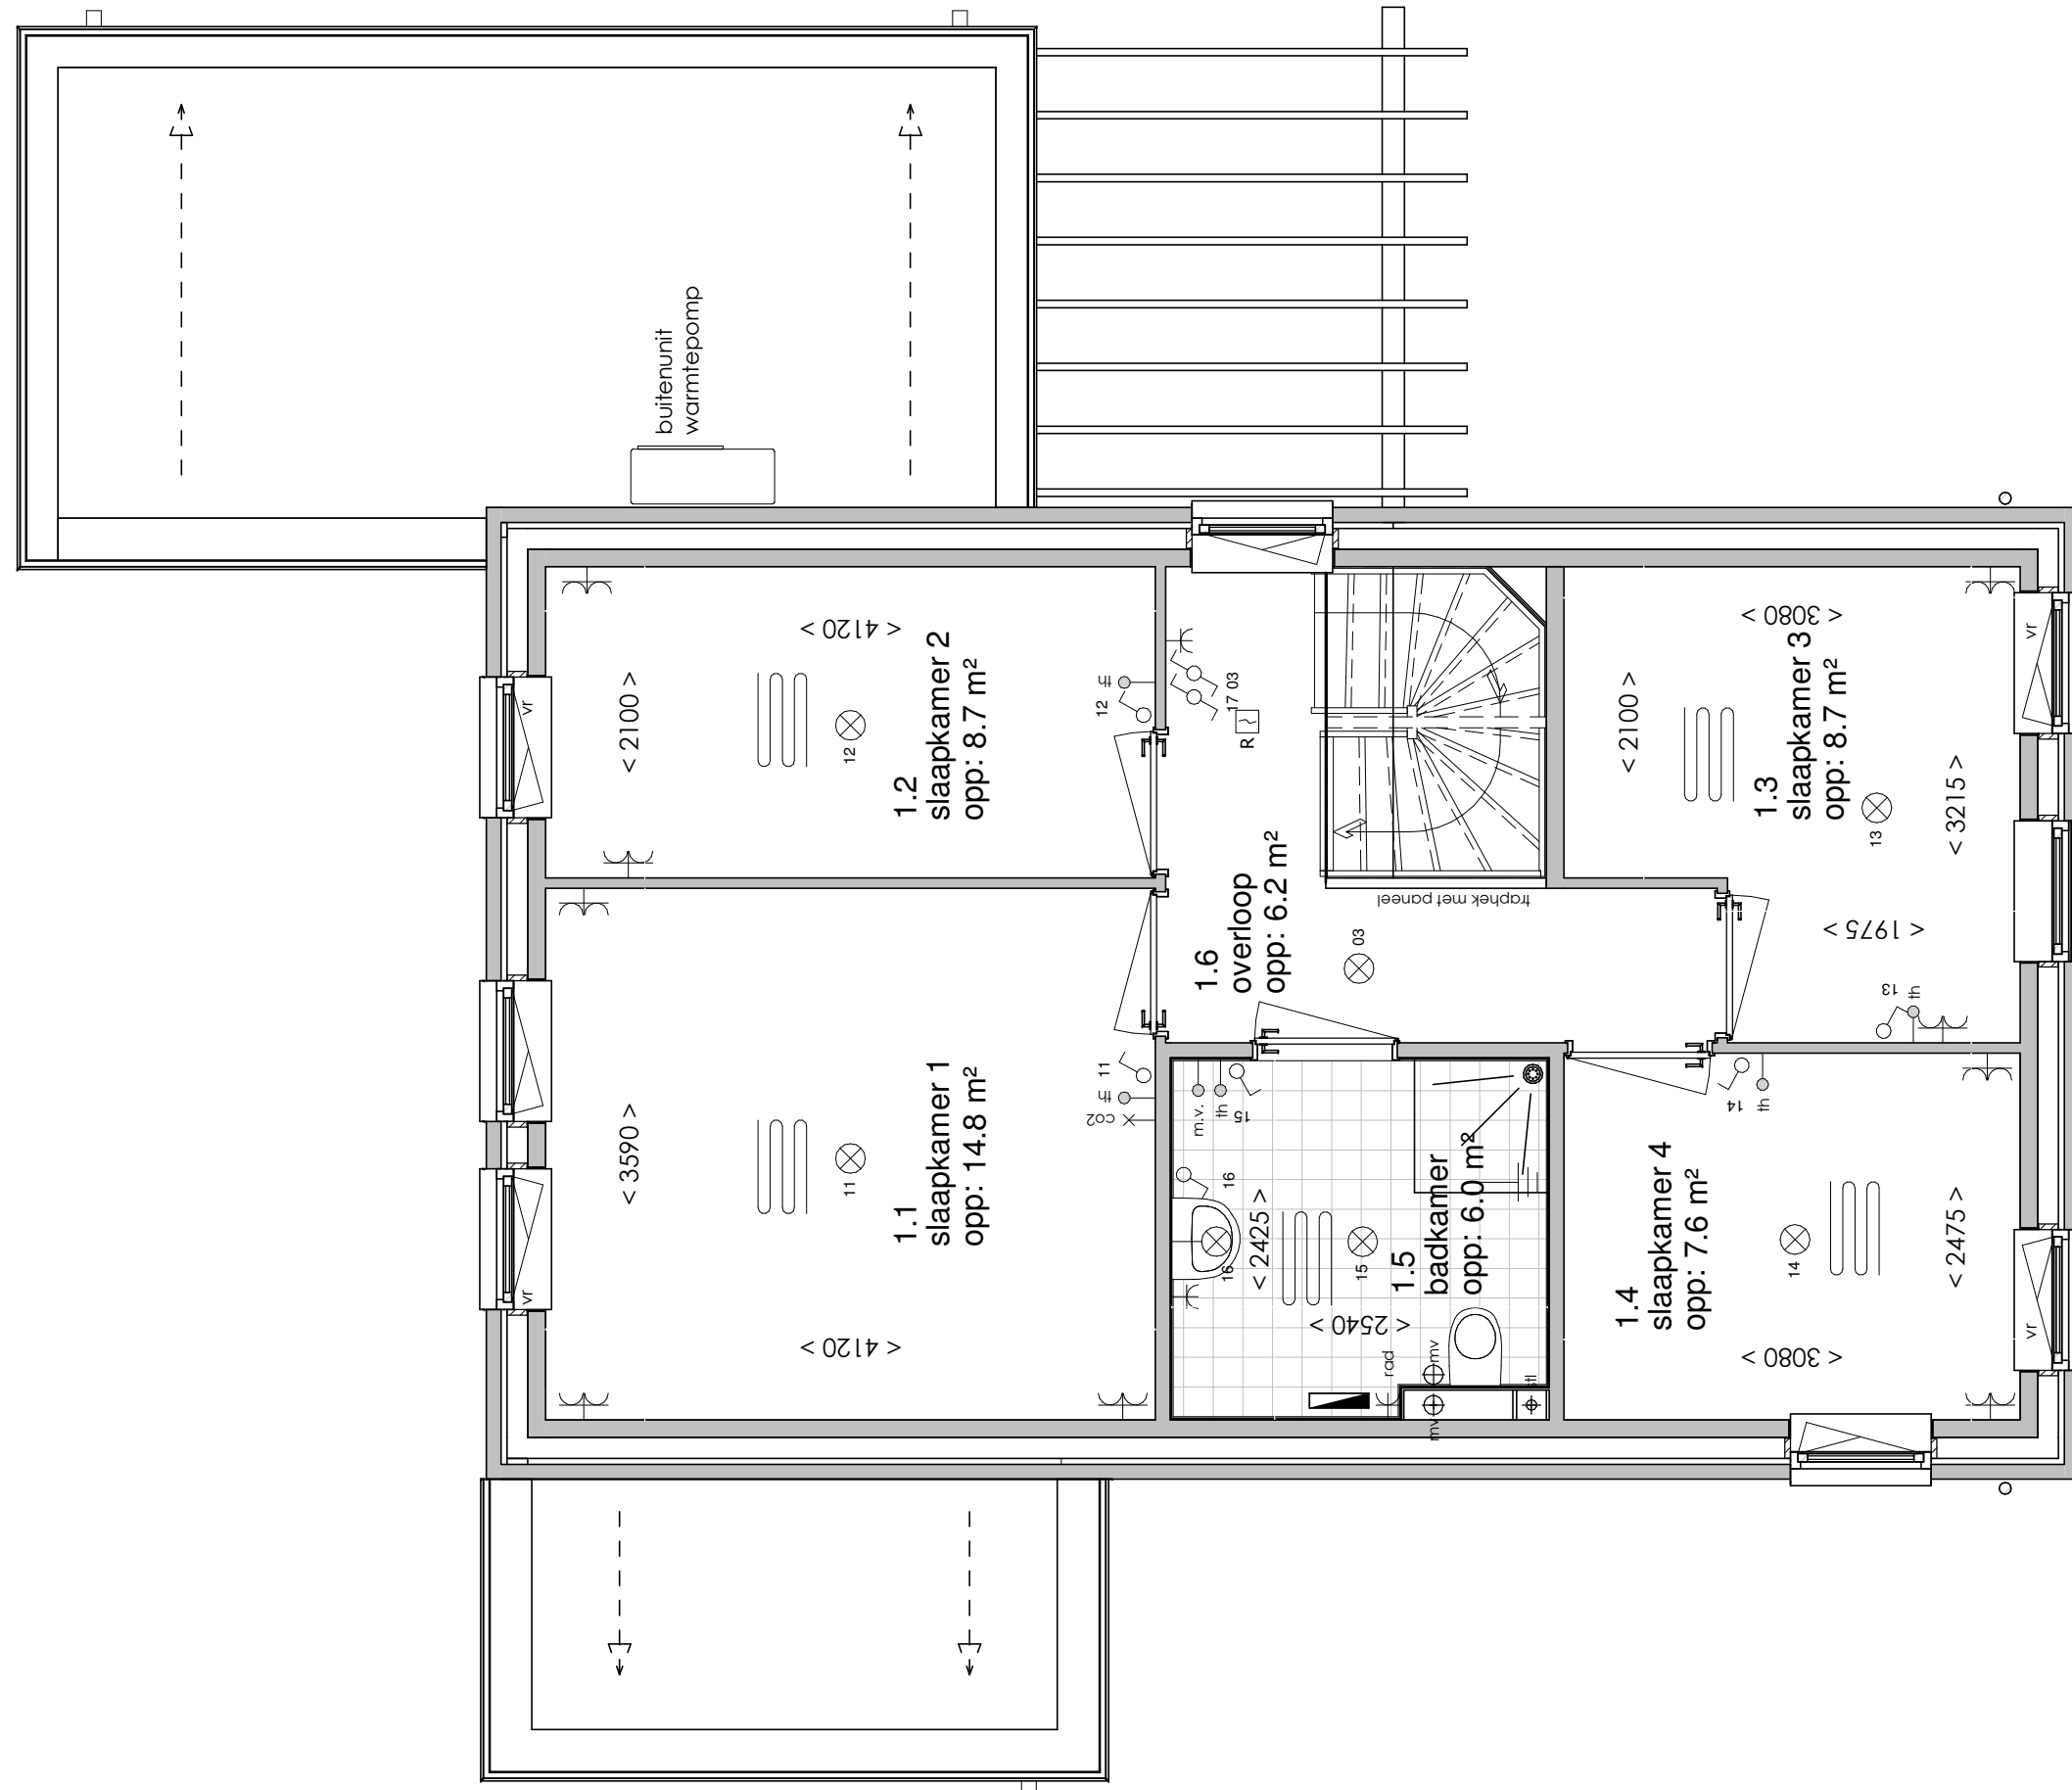 buitenunit
warmtepomp
< 4120 >
< 2100 >
vr
12
1.2
slaapkamer 2
opp: 8.7 m²
th
12
17 03
R
< 3080 >
< 2100 >
1.3
slaapkamer 3
opp: 8.7 m²
13
< 3215 >
< 1975 >
vr
13
th
traphek met paneel
1.6
overloop
opp: 6.2 m²
03
< 3590 >
11
1.1
slaapkamer 1
opp: 14.8 m²
11
th
co2
vr
< 4120 >
m.v.
th
15
16
16
< 2425 >
15
1.5
badkamer
opp: 6.0 m²
< 2540 >
rad
mv
mv
stl
14
th
1.4
slaapkamer 4
opp: 7.6 m²
14
< 2475 >
< 3080 >
vr